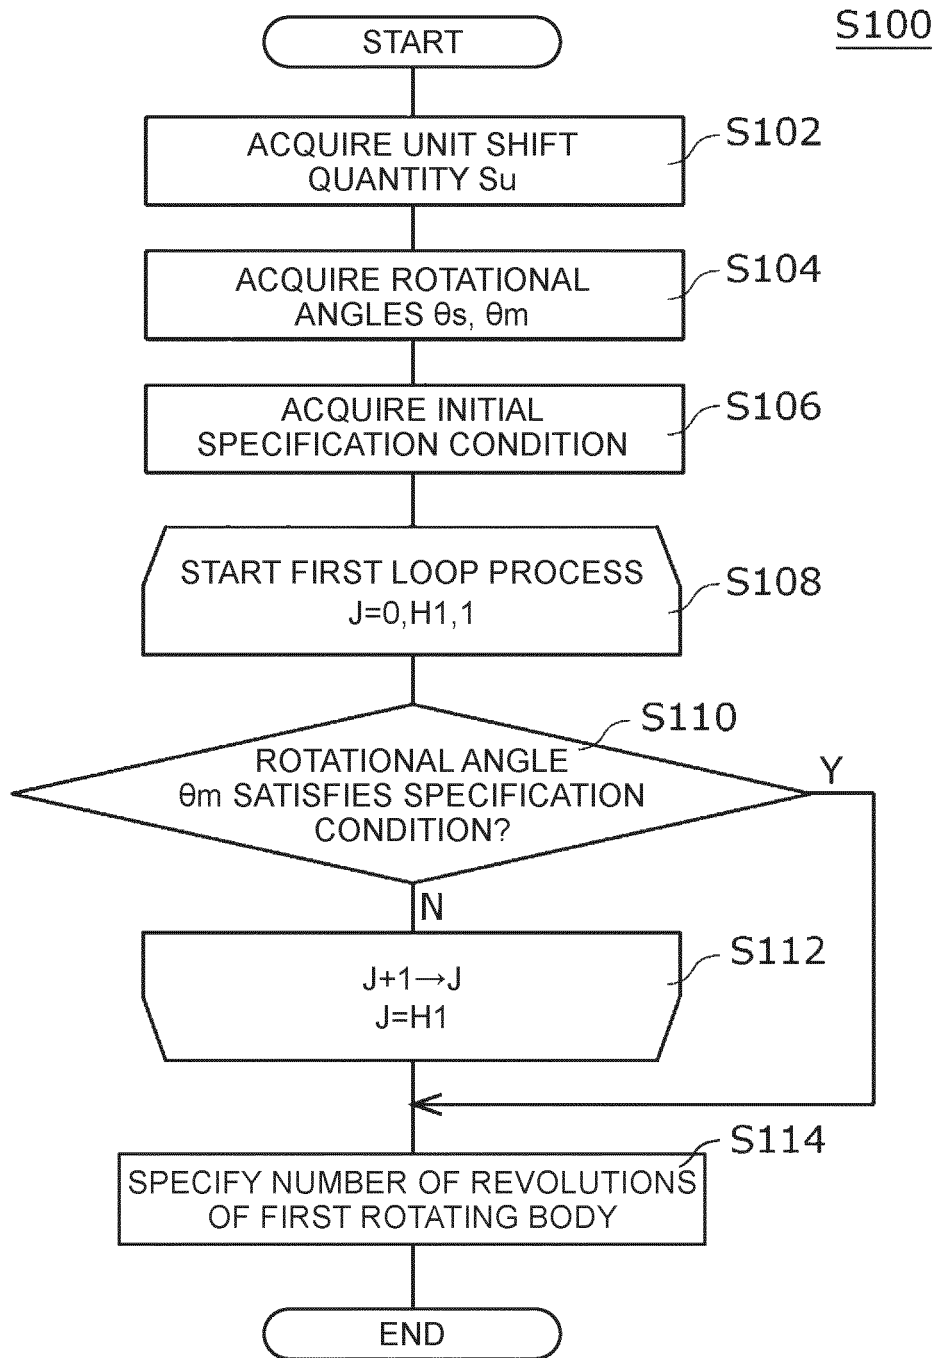 S100
START
ACQUIRE UNIT SHIFT
QUANTITY Su
S102
ACQUIRE ROTATIONAL
ANGLES θs, θm
S104
ACQUIRE INITIAL
SPECIFICATION CONDITION
S106
START FIRST LOOP PROCESS
J=0,H1,1
S108
S110
ROTATIONAL ANGLE
θm SATISFIES SPECIFICATION
CONDITION?
Y
N
J+1→J
J=H1
S112
S114
SPECIFY NUMBER OF REVOLUTIONS
OF FIRST ROTATING BODY
END